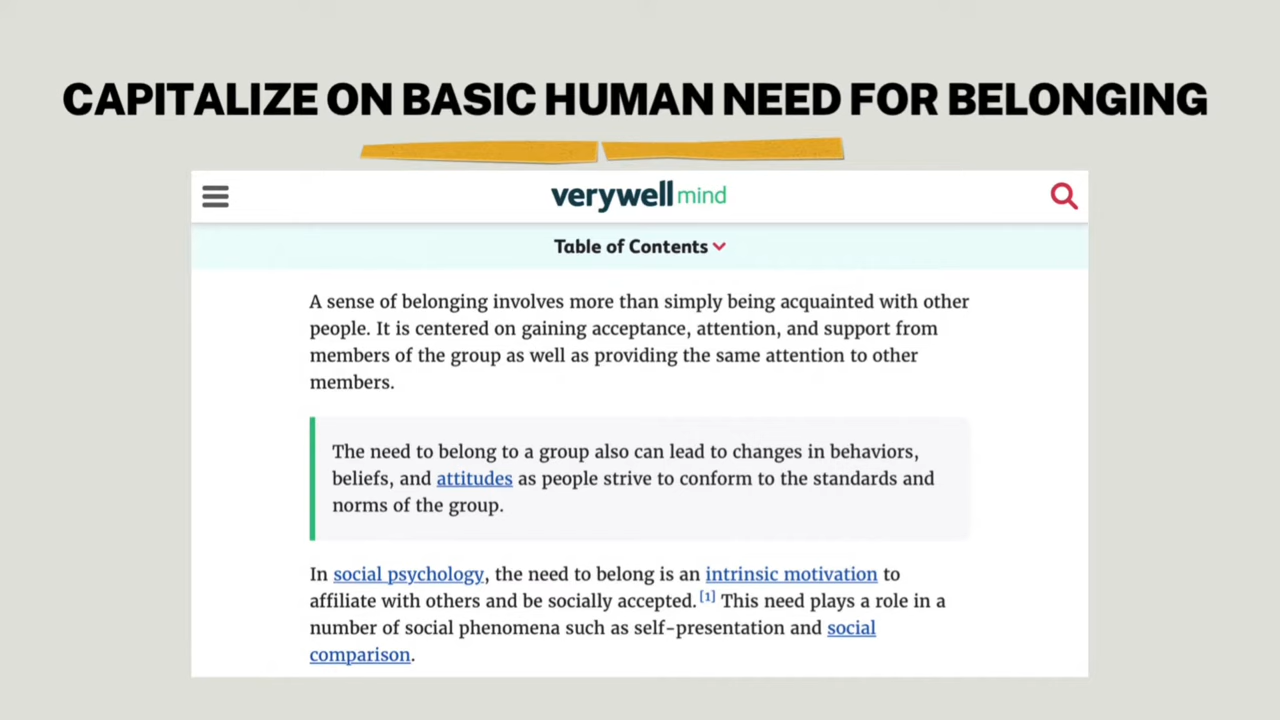 CAPITALIZE ON BASIC HUMAN NEED FOR BELONGING
verywell mind
Table of Contents
A sense of belonging involves more than simply being acquainted with other
people. It is centered on gaining acceptance, attention, and support from
members of the group as well as providing the same attention to other
members.
The need to belong to a group also can lead to changes in behaviors,
beliefs, and attitudes as people strive to conform to the standards and
norms of the group.
In social psychology, the need to belong is an intrinsic motivation to
affiliate with others and be socially accepted.[1] This need plays a role in a
number of social phenomena such as self-presentation and social
comparison.